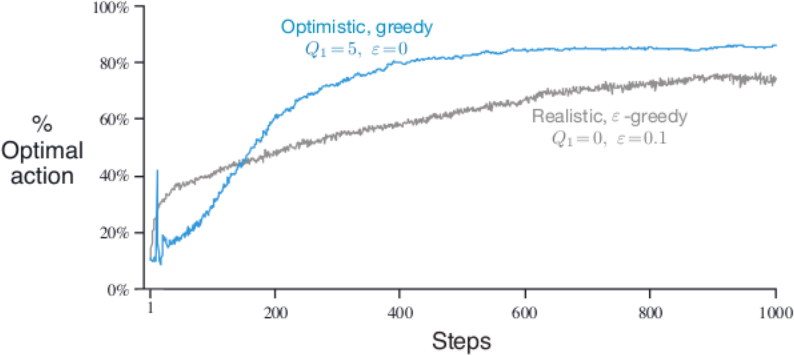 100%
80%
60%
40%
20%
0%
%
Optimal
action
Optimistic, greedy
Q₁ = 5, ε = 0
Realistic, ε -greedy
Q₁ = 0, ε = 0.1
1
200
400
600
800
1000
Steps